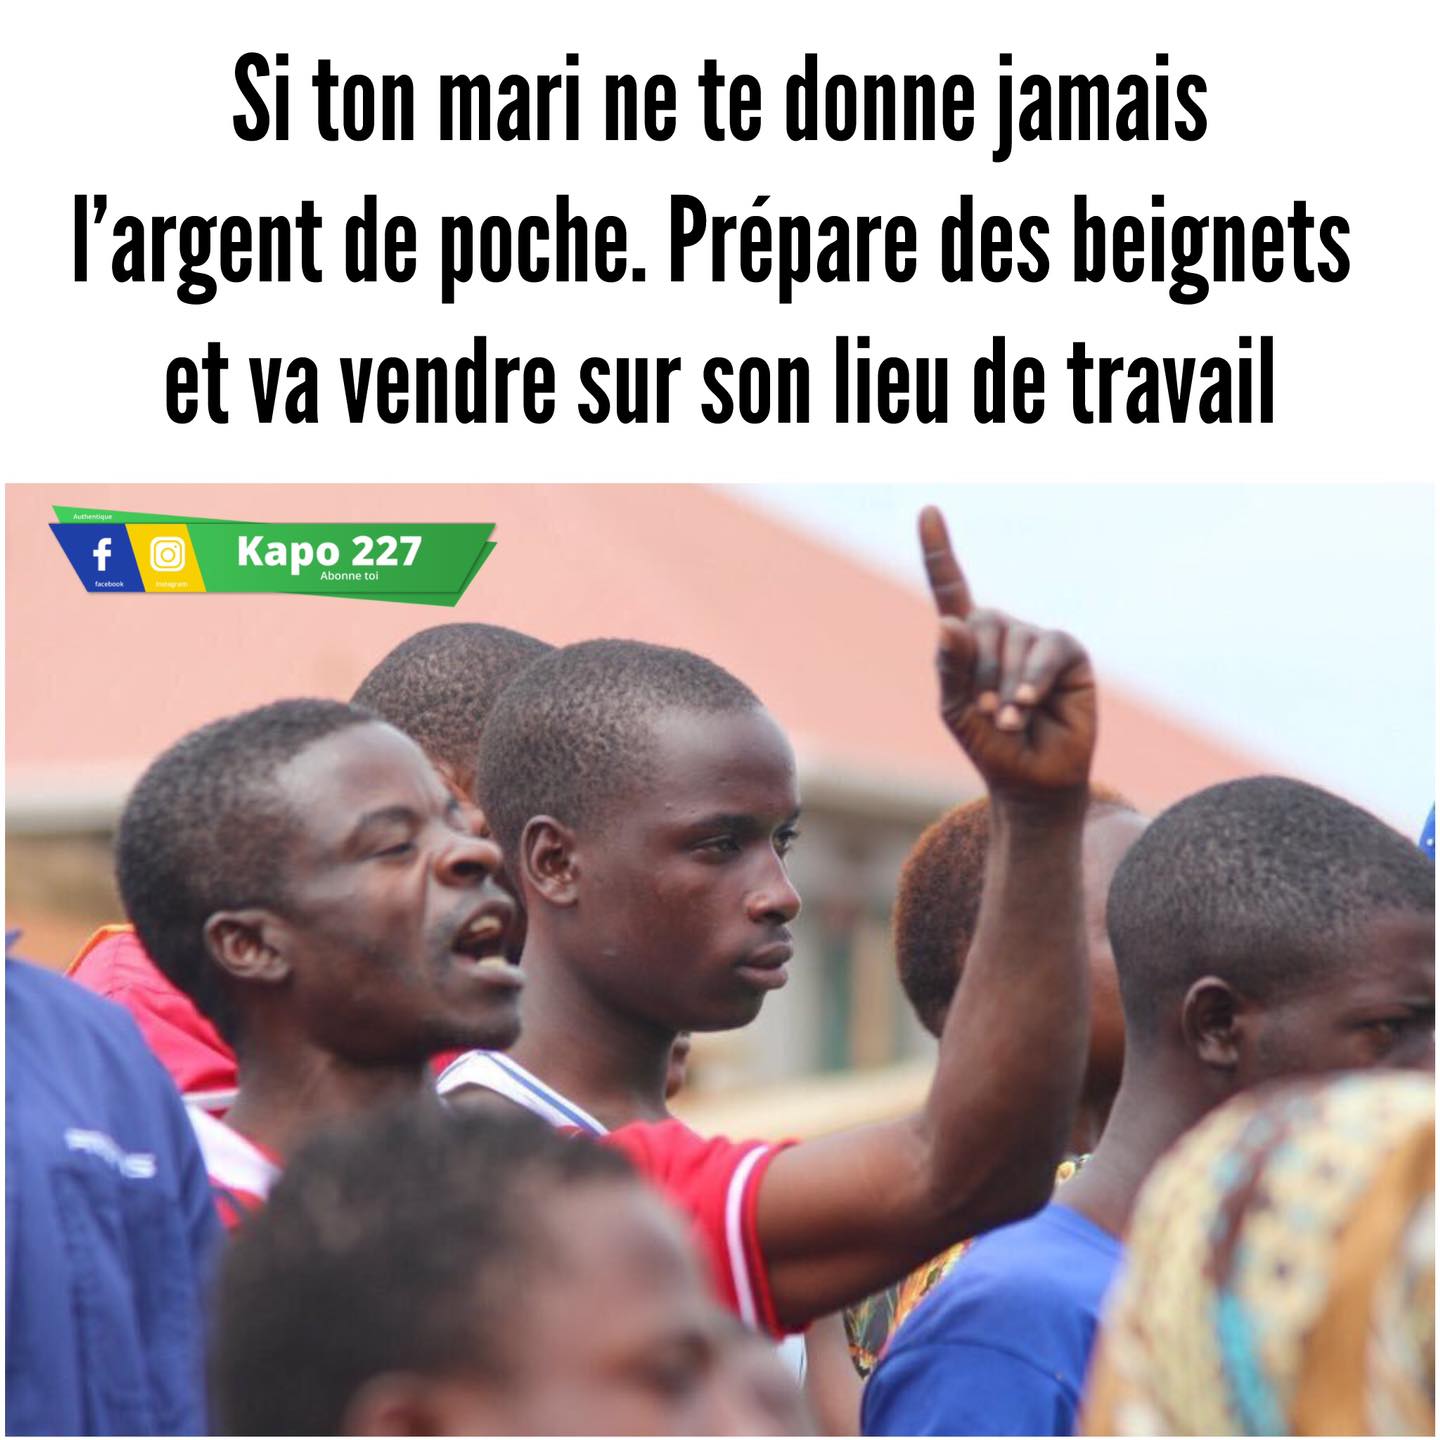 Si ton mari ne te donne jamais
l'argent de poche. Prépare des beignets
et va vendre sur son lieu de travail
Authentique
Kapo 227
Abonne toi
facebook
Instagram